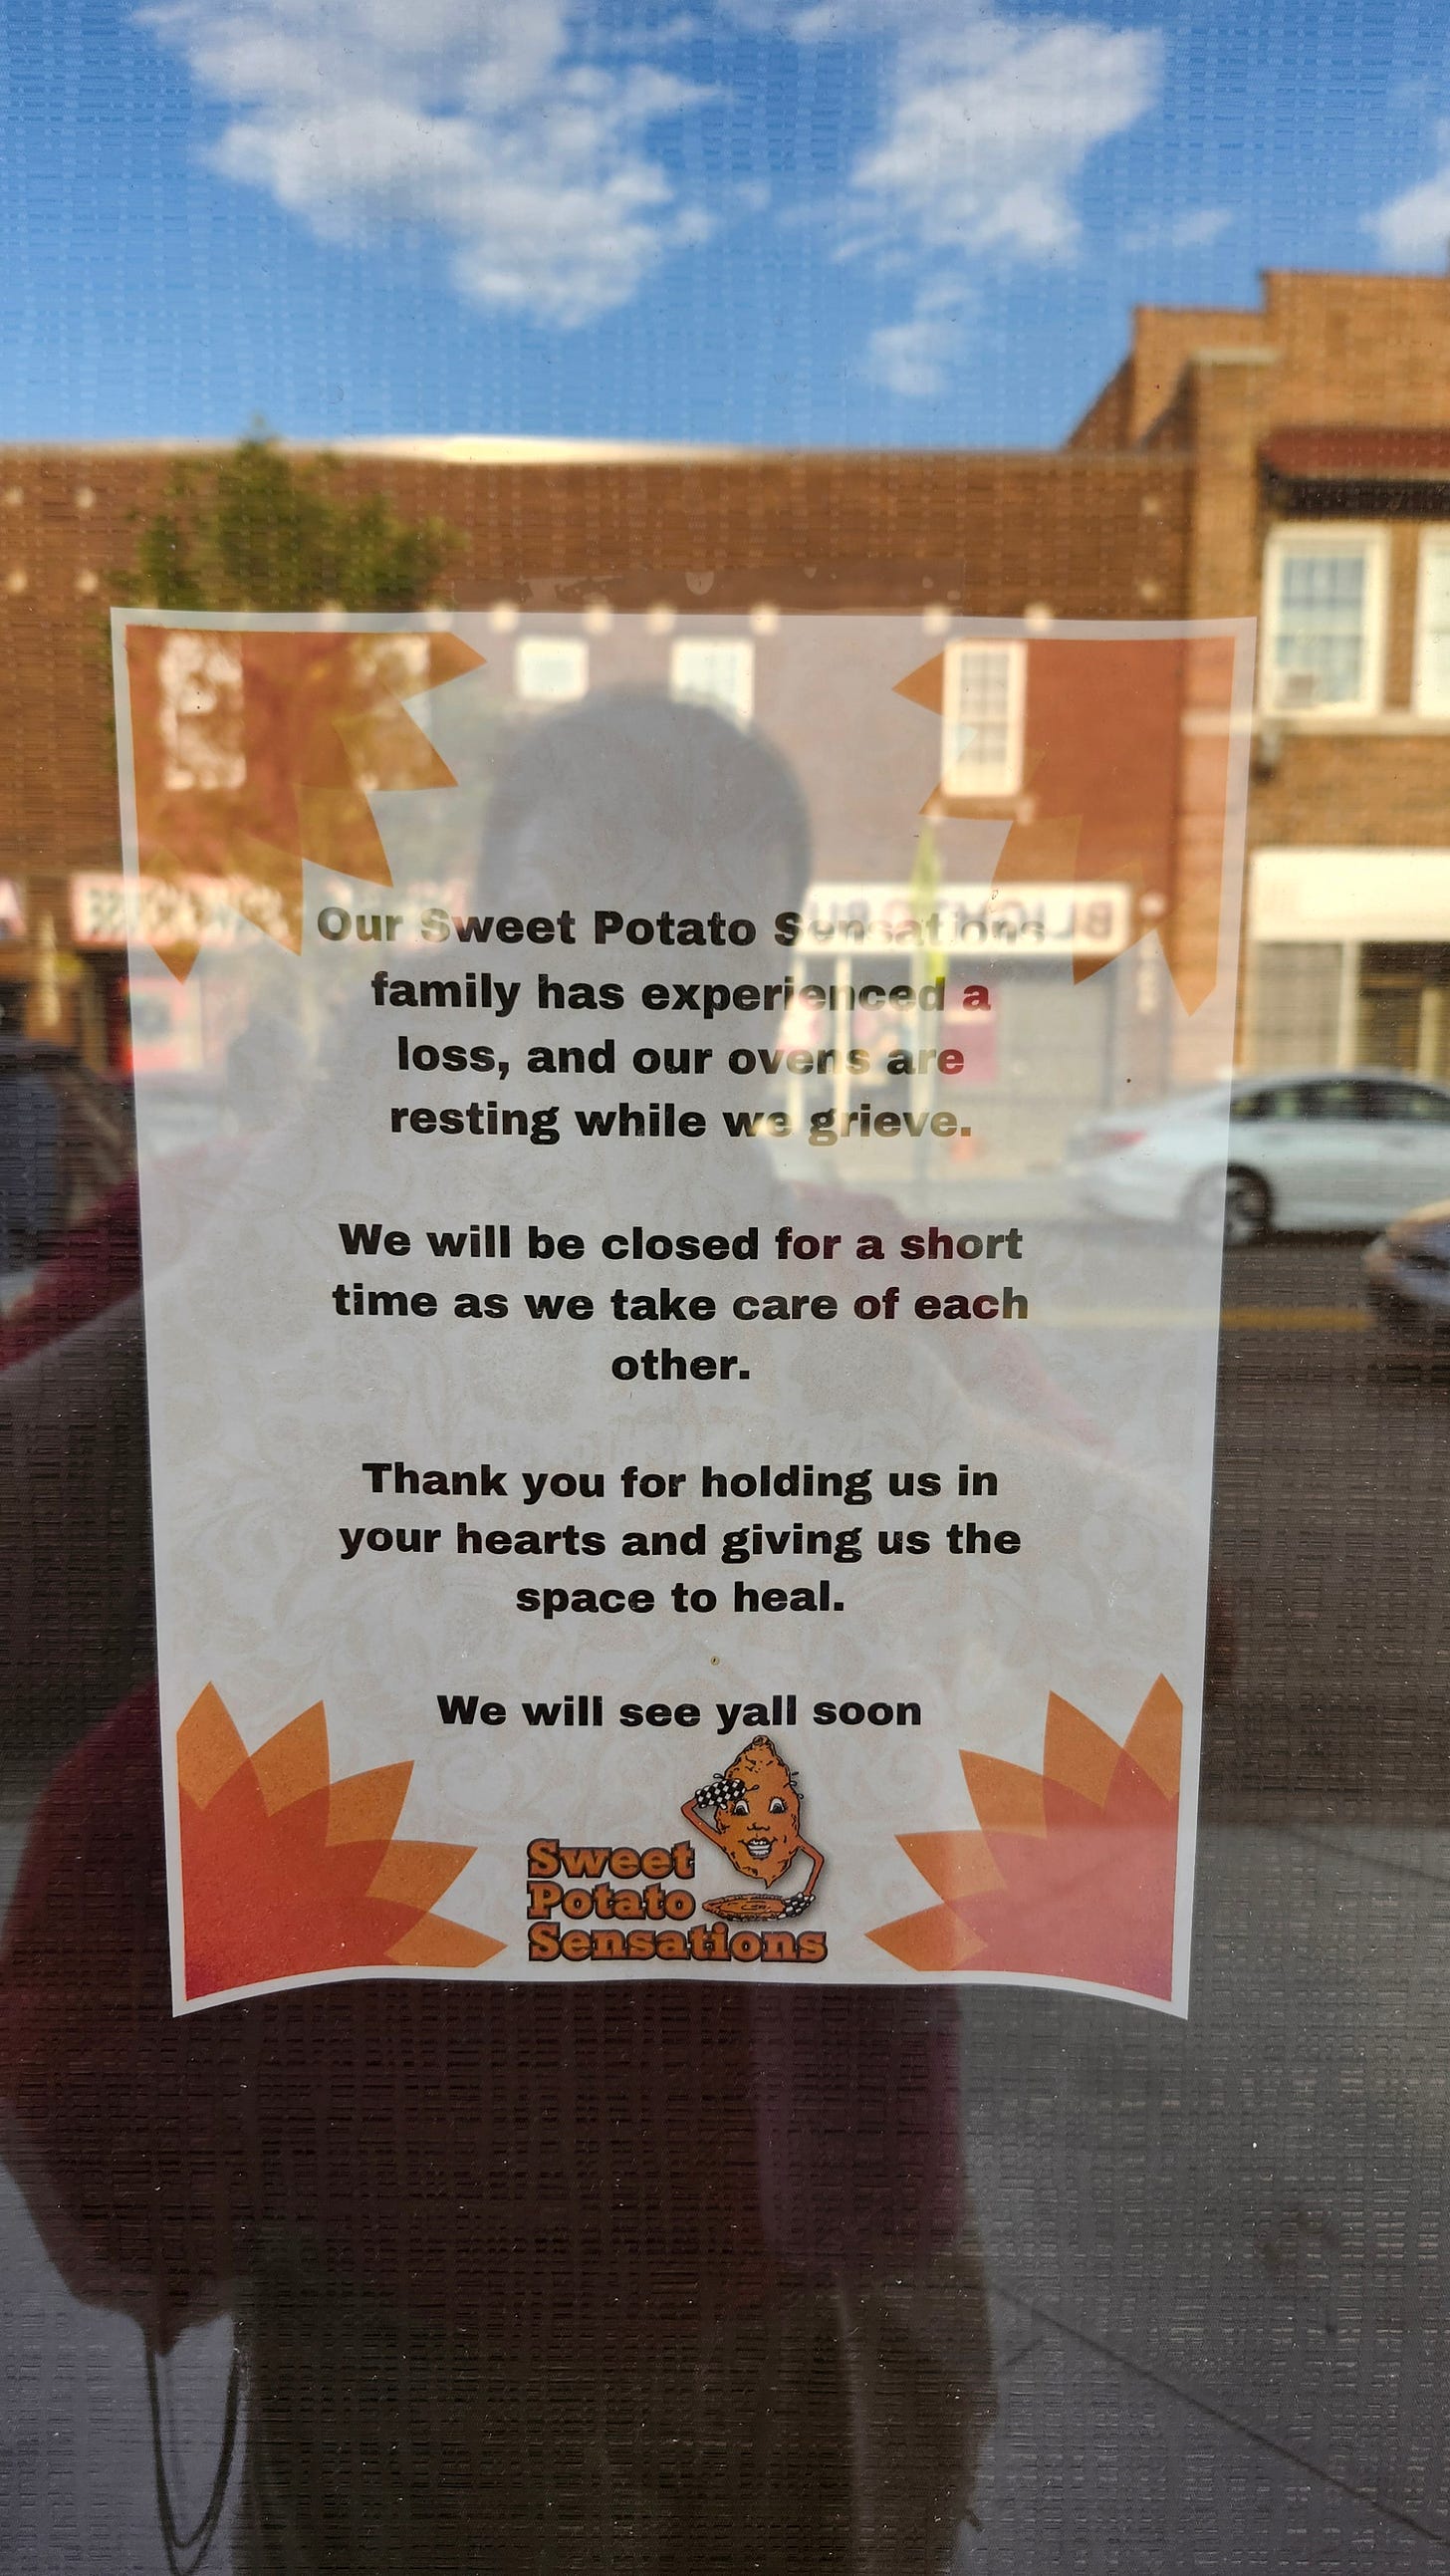 Our Sweet Potato Sensations
family has experienced a
loss, and our ovens are
resting while we grieve.
We will be closed for a short
time as we take care of each
other.
Thank you for holding us in
your hearts and giving us the
space to heal.
We will see yall soon
Sweet
Potato
Sensations